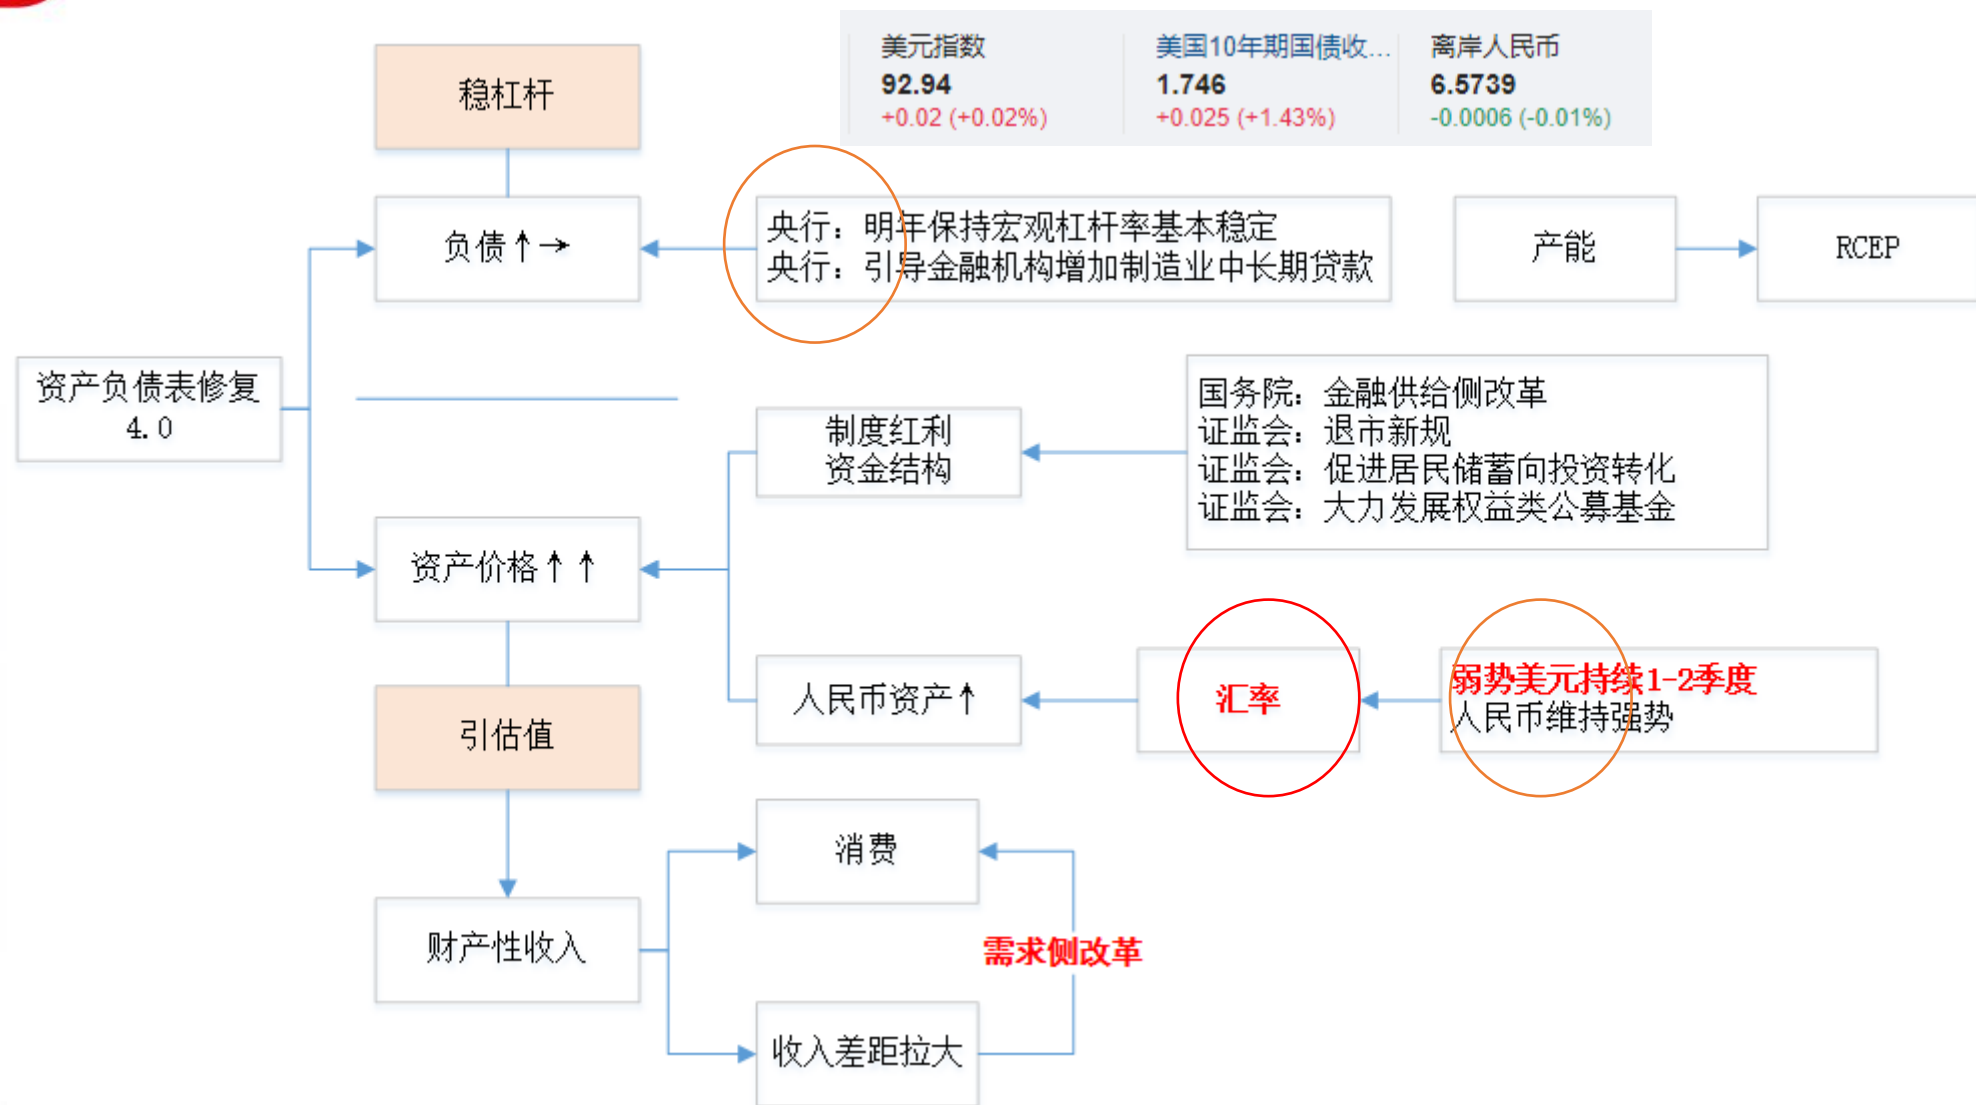 美元指数
92.94
+0.02 (+0.02%)
美国10年期国债收...
1.746
+0.025 (+1.43%)
离岸人民币
6.5739
-0.0006 (-0.01%)
稳杠杆
负债↑→
央行：明年保持宏观杠杆率基本稳定
央行：引导金融机构增加制造业中长期贷款
产能
RCEP
资产负债表修复
4.0
制度红利
资金结构
国务院：金融供给侧改革
证监会：退市新规
证监会：促进居民储蓄向投资转化
证监会：大力发展权益类公募基金
资产价格↑↑
人民币资产↑
汇率
弱势美元持续1-2季度
人民币维持强势
引估值
消费
财产性收入
需求侧改革
收入差距拉大